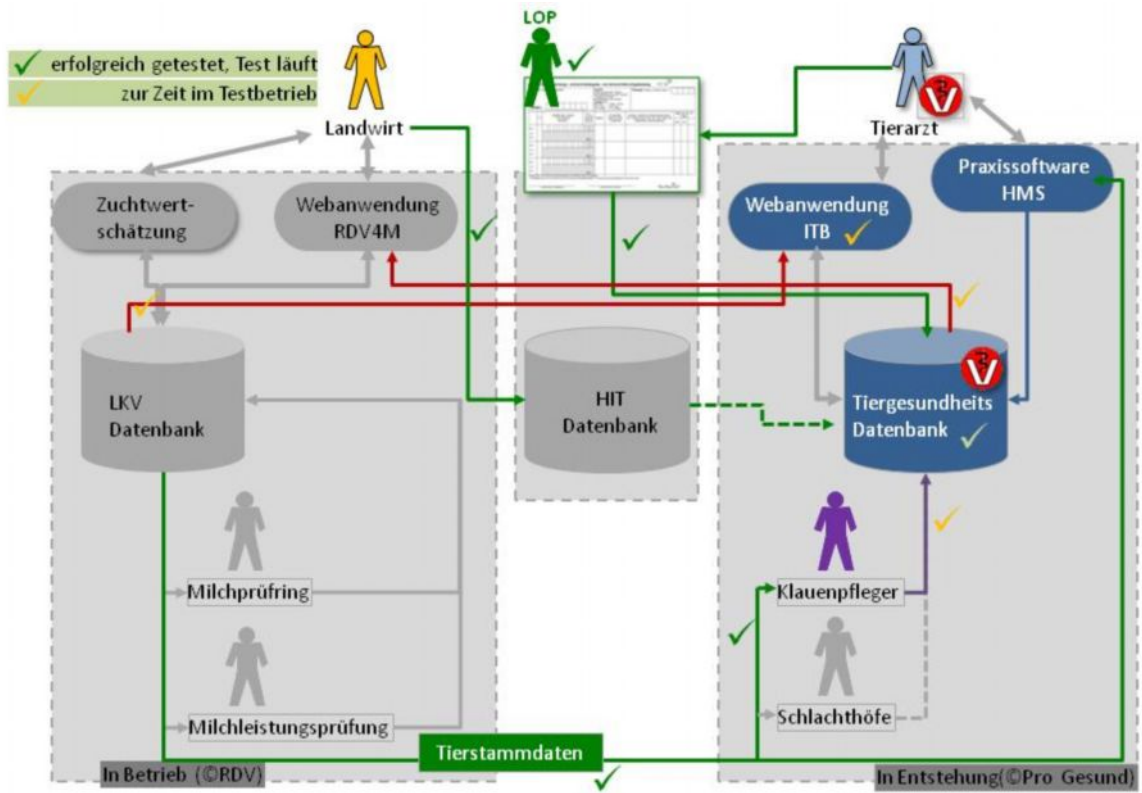 LOP
erfolgreich getestet, Test läuft
zur Zeit im Testbetrieb
Landwirt
Tierarzt
Zuchtwert-
schätzung
Webanwendung
RDV4M
Webanwendung
ITB
Praxissoftware
HMS
LKV
Datenbank
HIT
Datenbank
Tiergesundheits
Datenbank
Milchprüfring
Klauenpfleger
Milchleistungsprüfung
Schlachthöfe
Tierstammdaten
In Betrieb (©RDV)
In Entstehung(©Pro Gesund)